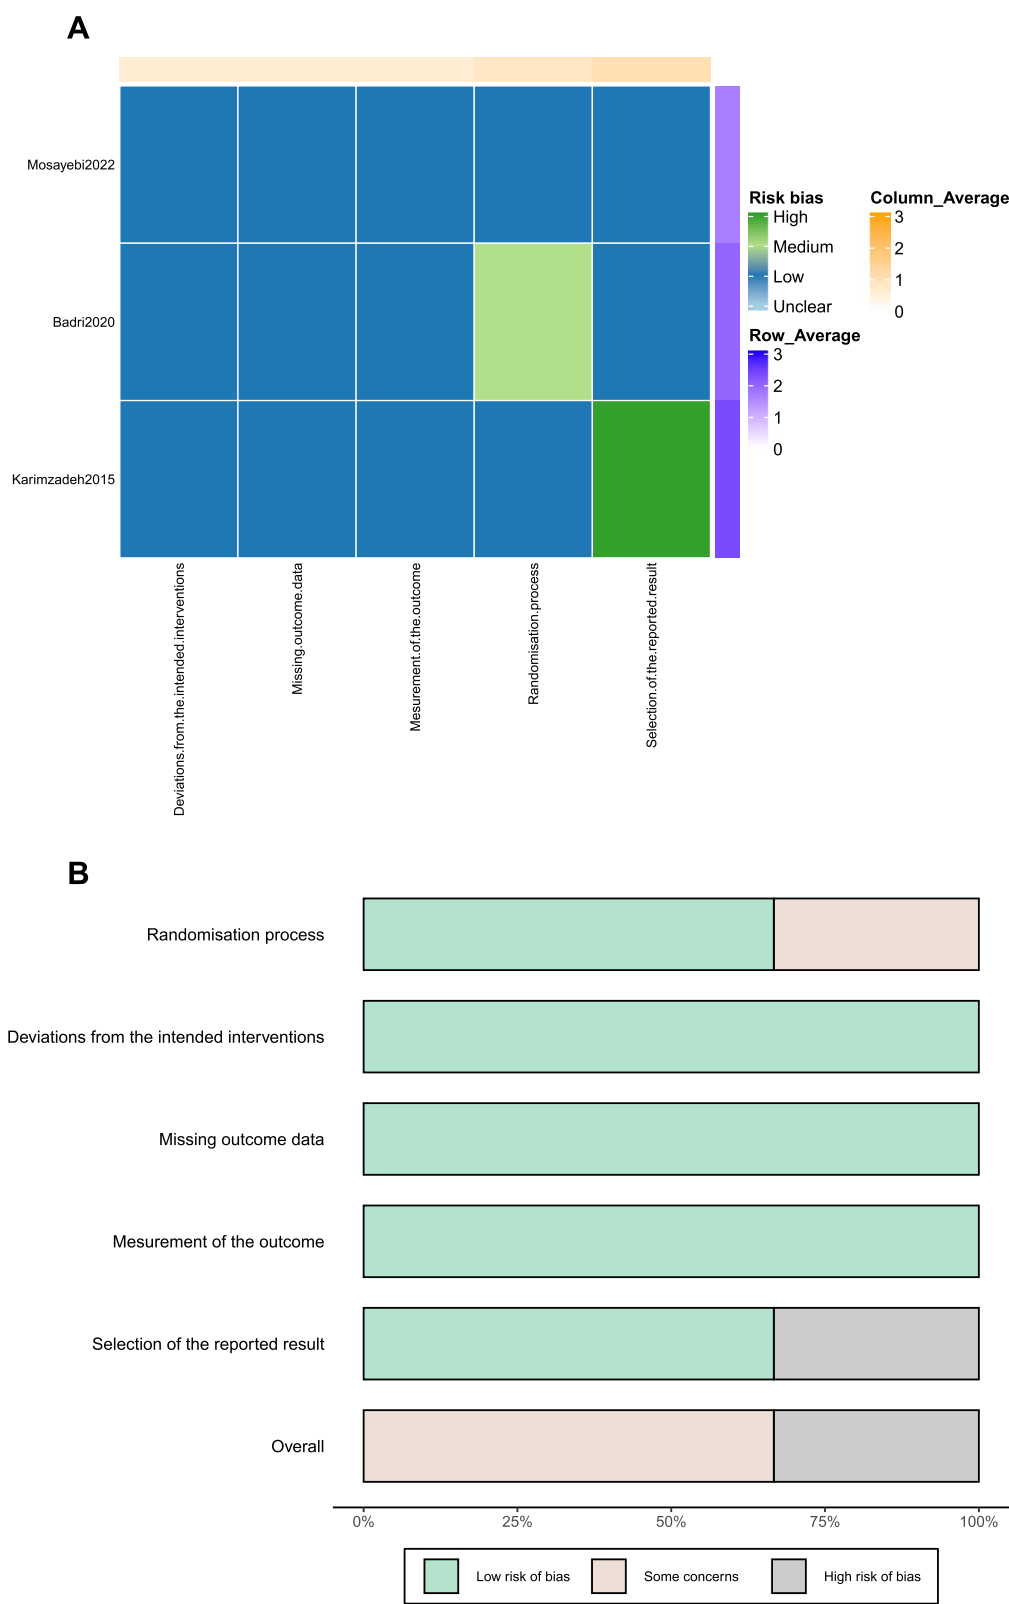 A
Mosayebi2022
Badri2020
Karimzadeh2015
Deviations.from.the.intended.interventions
Missing.outcome.data
Mesurement.of.the.outcome
Randomisation.process
Selection.of.the.reported.result
Risk bias
High
Medium
Low
Unclear
Column_Average
3
2
1
0
Row_Average
3
2
1
0
B
Randomisation process
Deviations from the intended interventions
Missing outcome data
Mesurement of the outcome
Selection of the reported result
Overall
0% 25% 50% 75% 100%
Low risk of bias Some concerns High risk of bias